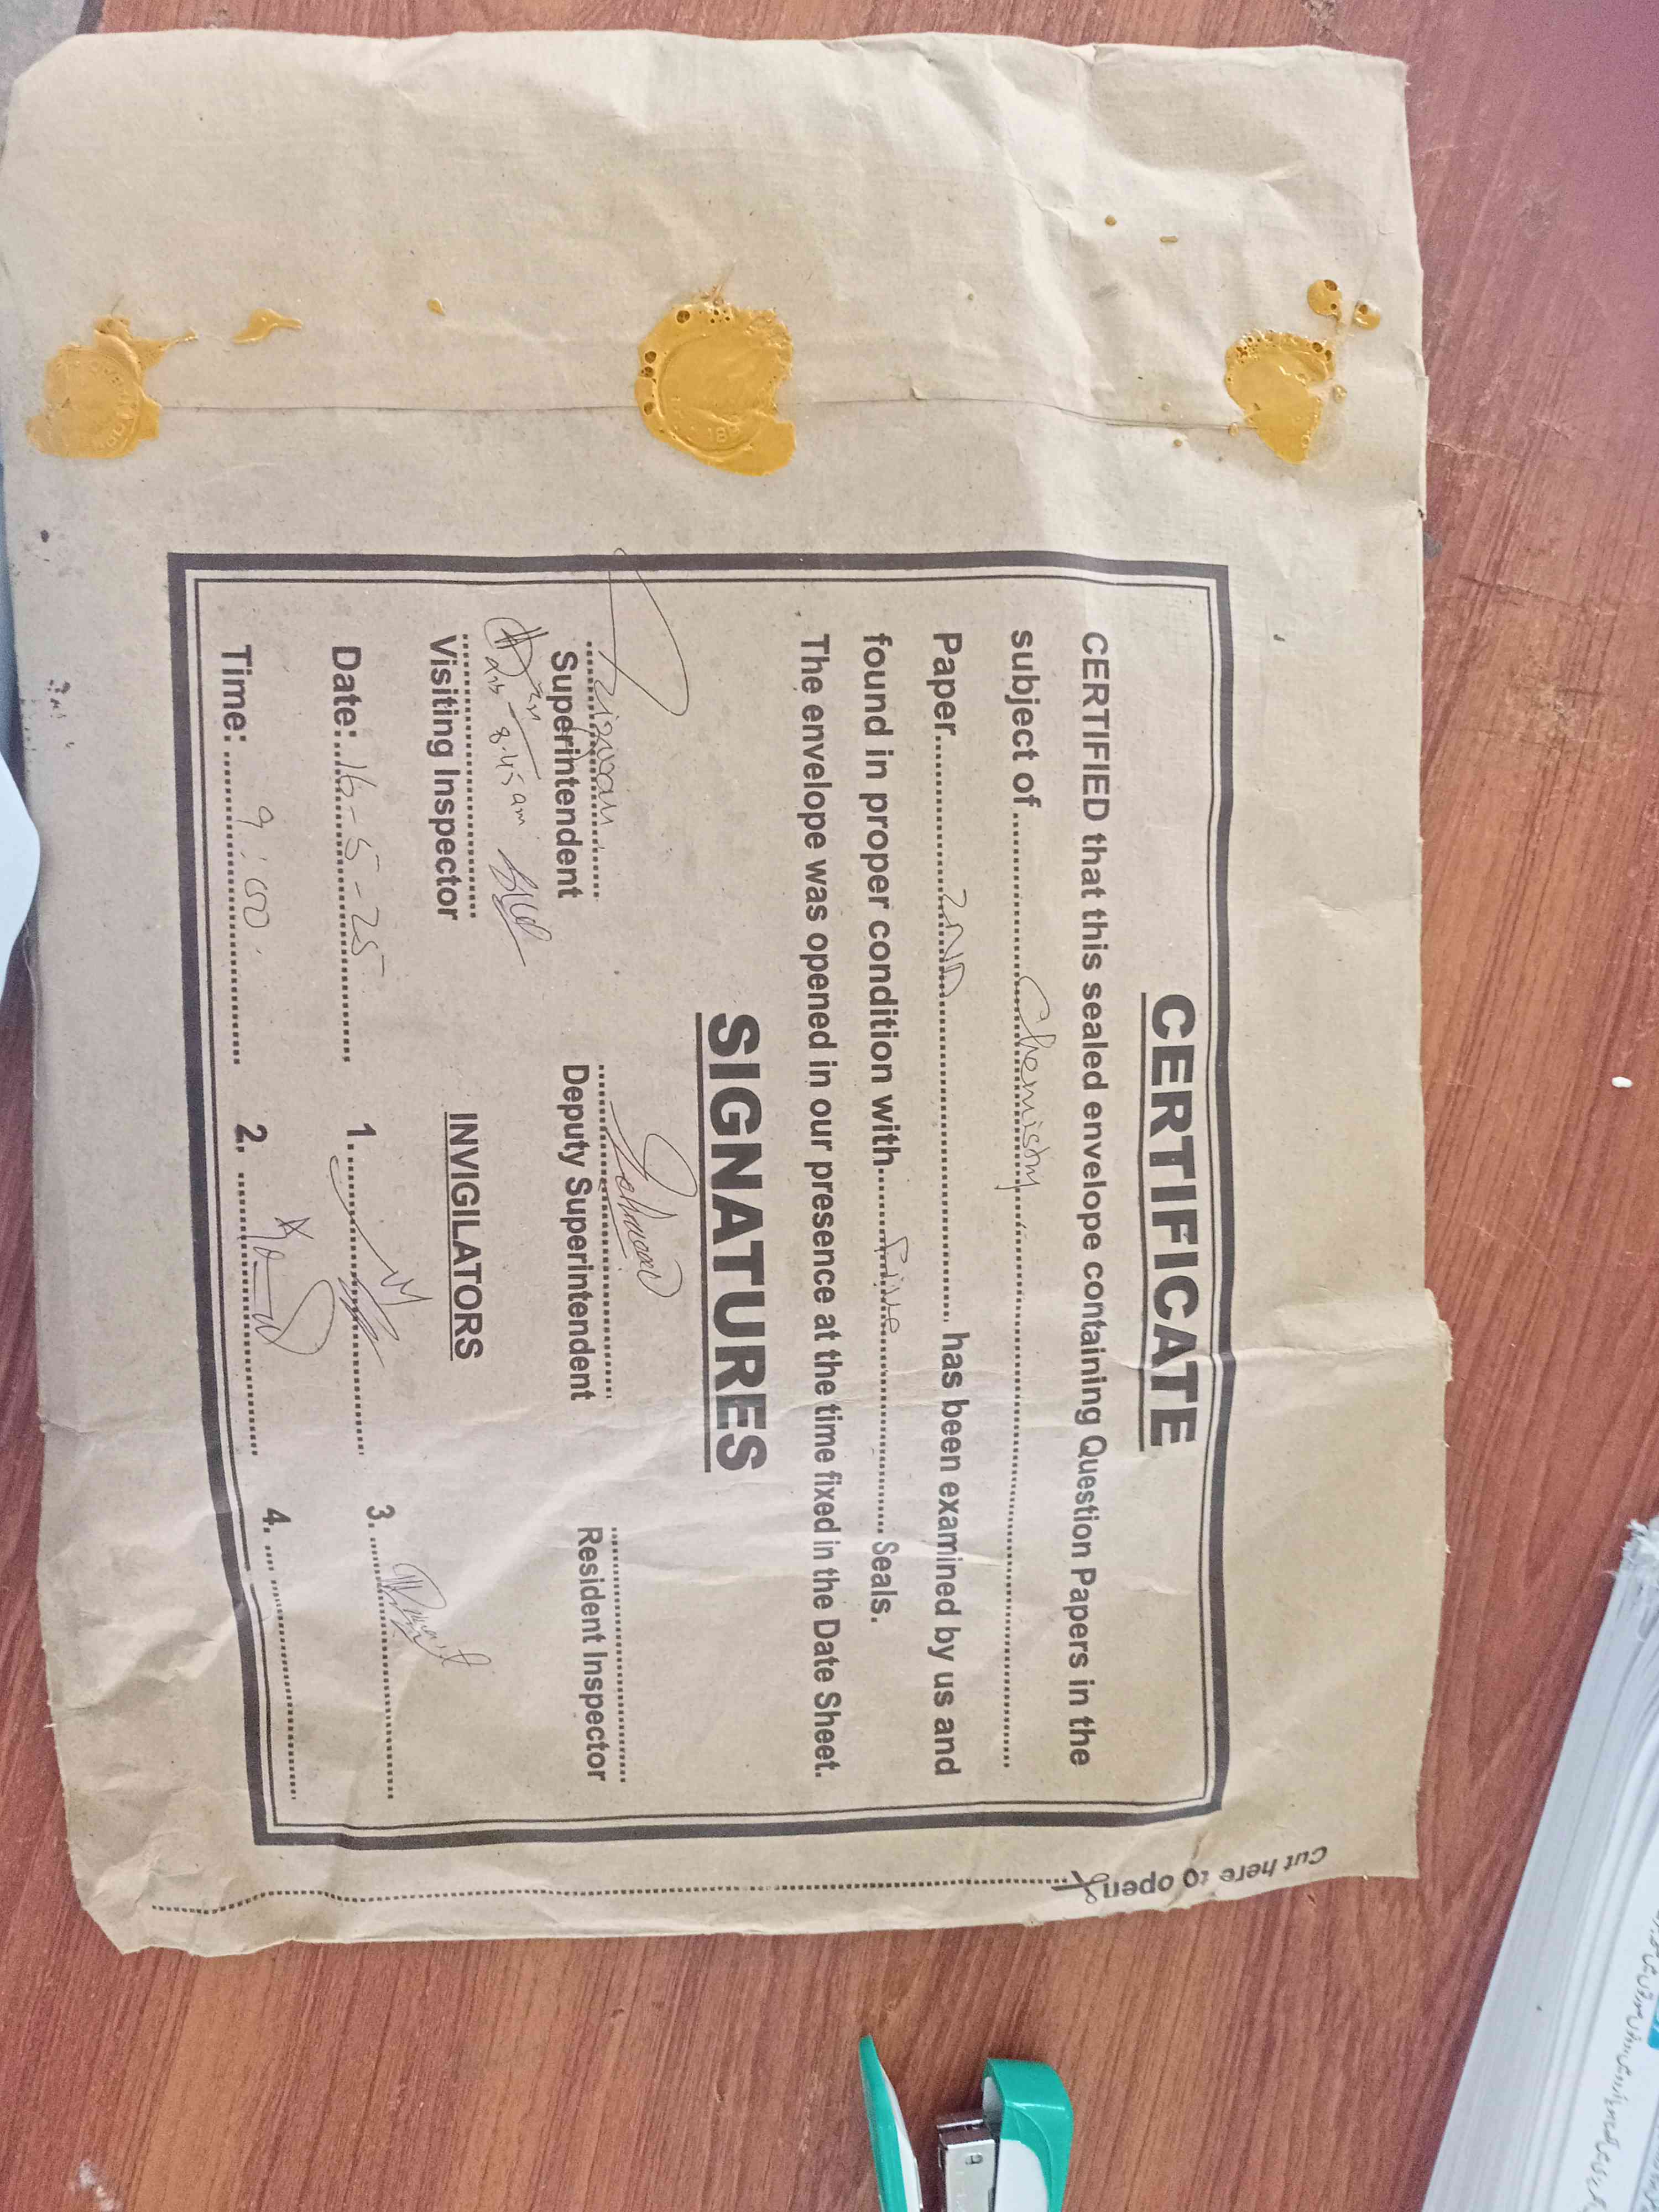 CERTIFICATE
CERTIFIED that this sealed envelope containing Question Papers in the
subject of Chemistry
Paper 2ND has been examined by us and
found in proper condition with Five Seals.
The envelope was opened in our presence at the time fixed in the Date Sheet.
SIGNATURES
Superintendent
Deputy Superintendent
Resident Inspector
8:45 am
Visiting Inspector
INVIGILATORS
Date: 16-5-25
1.
3.
Time: 9:00
2.
4.
Cut here to open